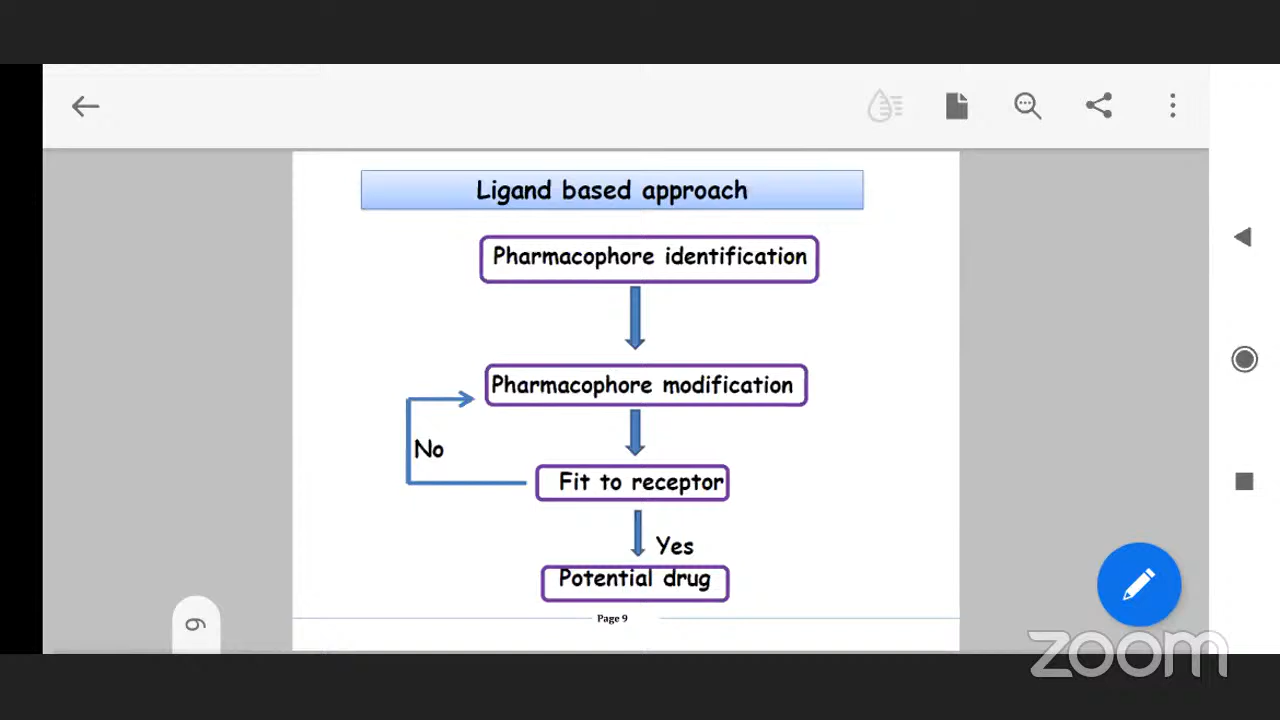 Ligand based approach
Pharmacophore identification
Pharmacophore modification
No
Fit to receptor
Yes
Potential drug
Page 9
9
zoom